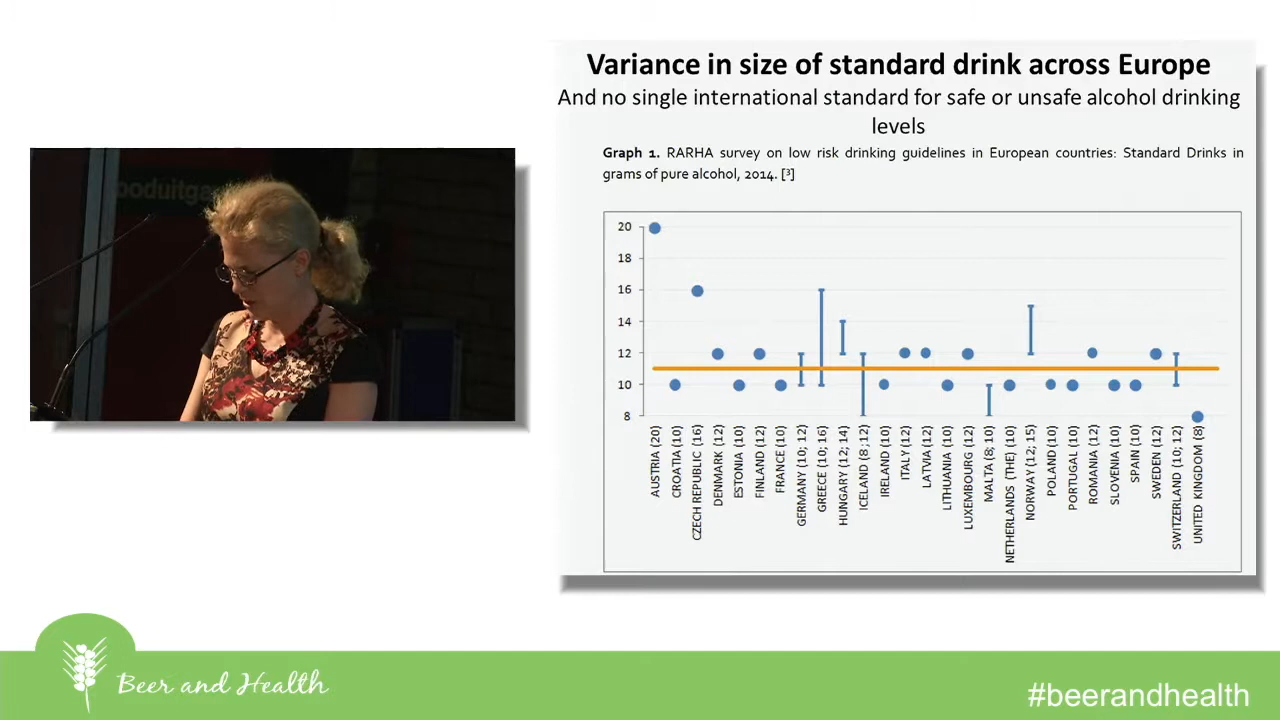 Variance in size of standard drink across Europe
And no single international standard for safe or unsafe alcohol drinking
levels
Graph 1. RARHA survey on low risk drinking guidelines in European countries: Standard Drinks in
grams of pure alcohol, 2014. [³]
20
18
16
14
12
10
8
AUSTRIA (20)
CROATIA (10)
CZECH REPUBLIC (16)
DENMARK (12)
ESTONIA (10)
FINLAND (12)
FRANCE (10)
GERMANY (10; 12)
GREECE (10; 16)
HUNGARY (12; 14)
ICELAND (8 ;12)
IRELAND (10)
ITALY (12)
LATVIA (12)
LITHUANIA (10)
LUXEMBOURG (12)
MALTA (8; 10)
NETHERLANDS (THE) (10)
NORWAY (12; 15)
POLAND (10)
PORTUGAL (10)
ROMANIA (12)
SLOVENIA (10)
SPAIN (10)
SWEDEN (12)
SWITZERLAND (10; 12)
UNITED KINGDOM (8)
Beer and Health
#beerandhealth